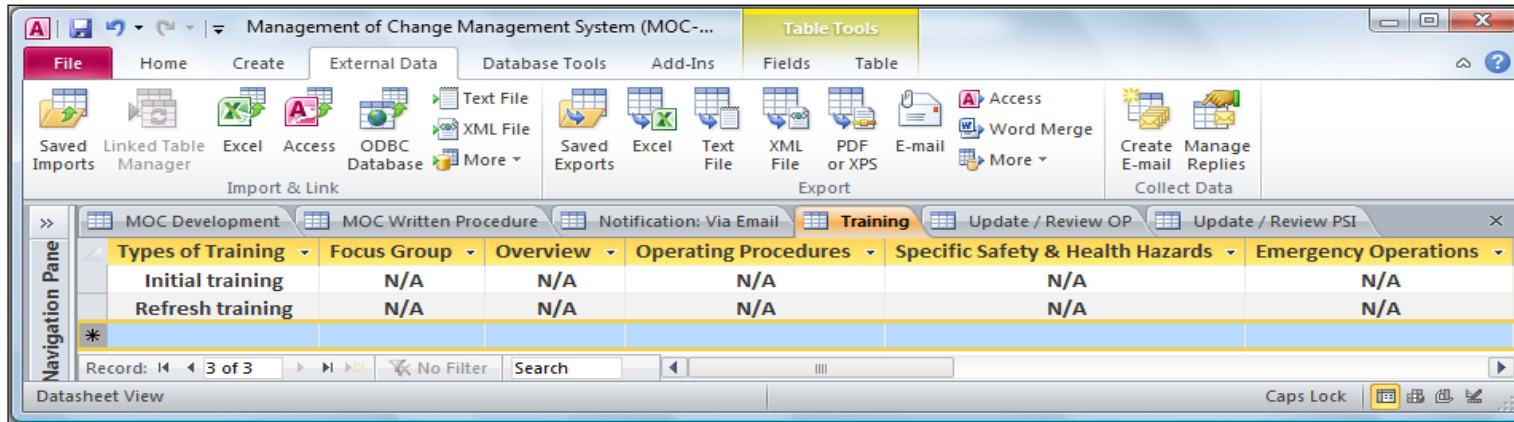 Management of Change Management System (MOC-...
Table Tools
File Home Create External Data Database Tools Add-Ins Fields Table
Saved Imports
Linked Table Manager
Excel
Access
ODBC Database
Text File
XML File
More
Import & Link
Saved Exports
Excel
Text File
XML File
PDF or XPS
E-mail
Access
Word Merge
More
Export
Create E-mail
Manage Replies
Collect Data
MOC Development MOC Written Procedure Notification: Via Email Training Update / Review OP Update / Review PSI
Navigation Pane
Types of Training Focus Group Overview Operating Procedures Specific Safety & Health Hazards Emergency Operations
Initial training N/A N/A N/A N/A N/A
Refresh training N/A N/A N/A N/A N/A
Record: 3 of 3 No Filter Search
Datasheet View Caps Lock